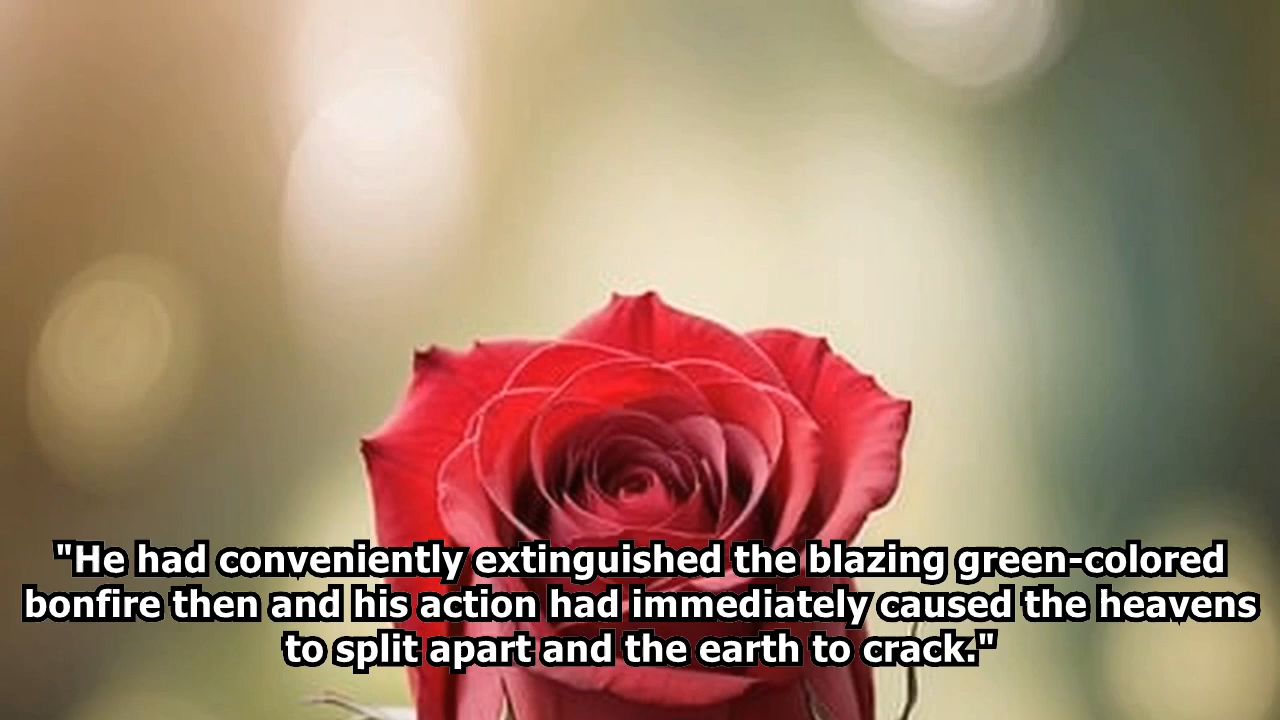 "He had conveniently extinguished the blazing green-colored
bonfire then and his action had immediately caused the heavens
to split apart and the earth to crack."